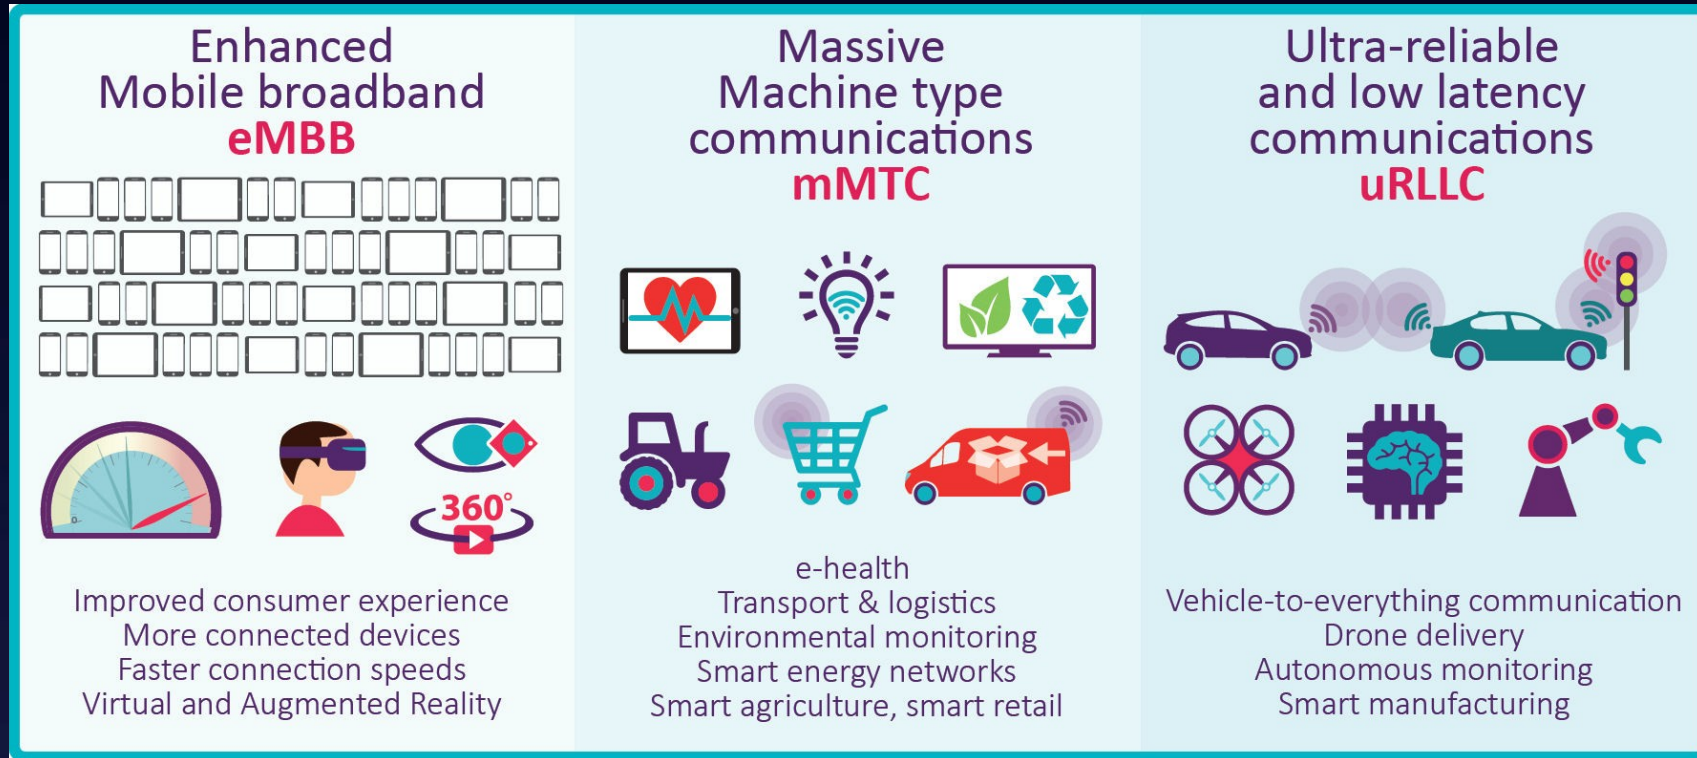 Enhanced
Mobile broadband
eMBB
0
360°
Improved consumer experience
More connected devices
Faster connection speeds
Virtual and Augmented Reality
Massive
Machine type
communications
mMTC
e-health
Transport & logistics
Environmental monitoring
Smart energy networks
Smart agriculture, smart retail
Ultra-reliable
and low latency
communications
uRLLC
Vehicle-to-everything communication
Drone delivery
Autonomous monitoring
Smart manufacturing